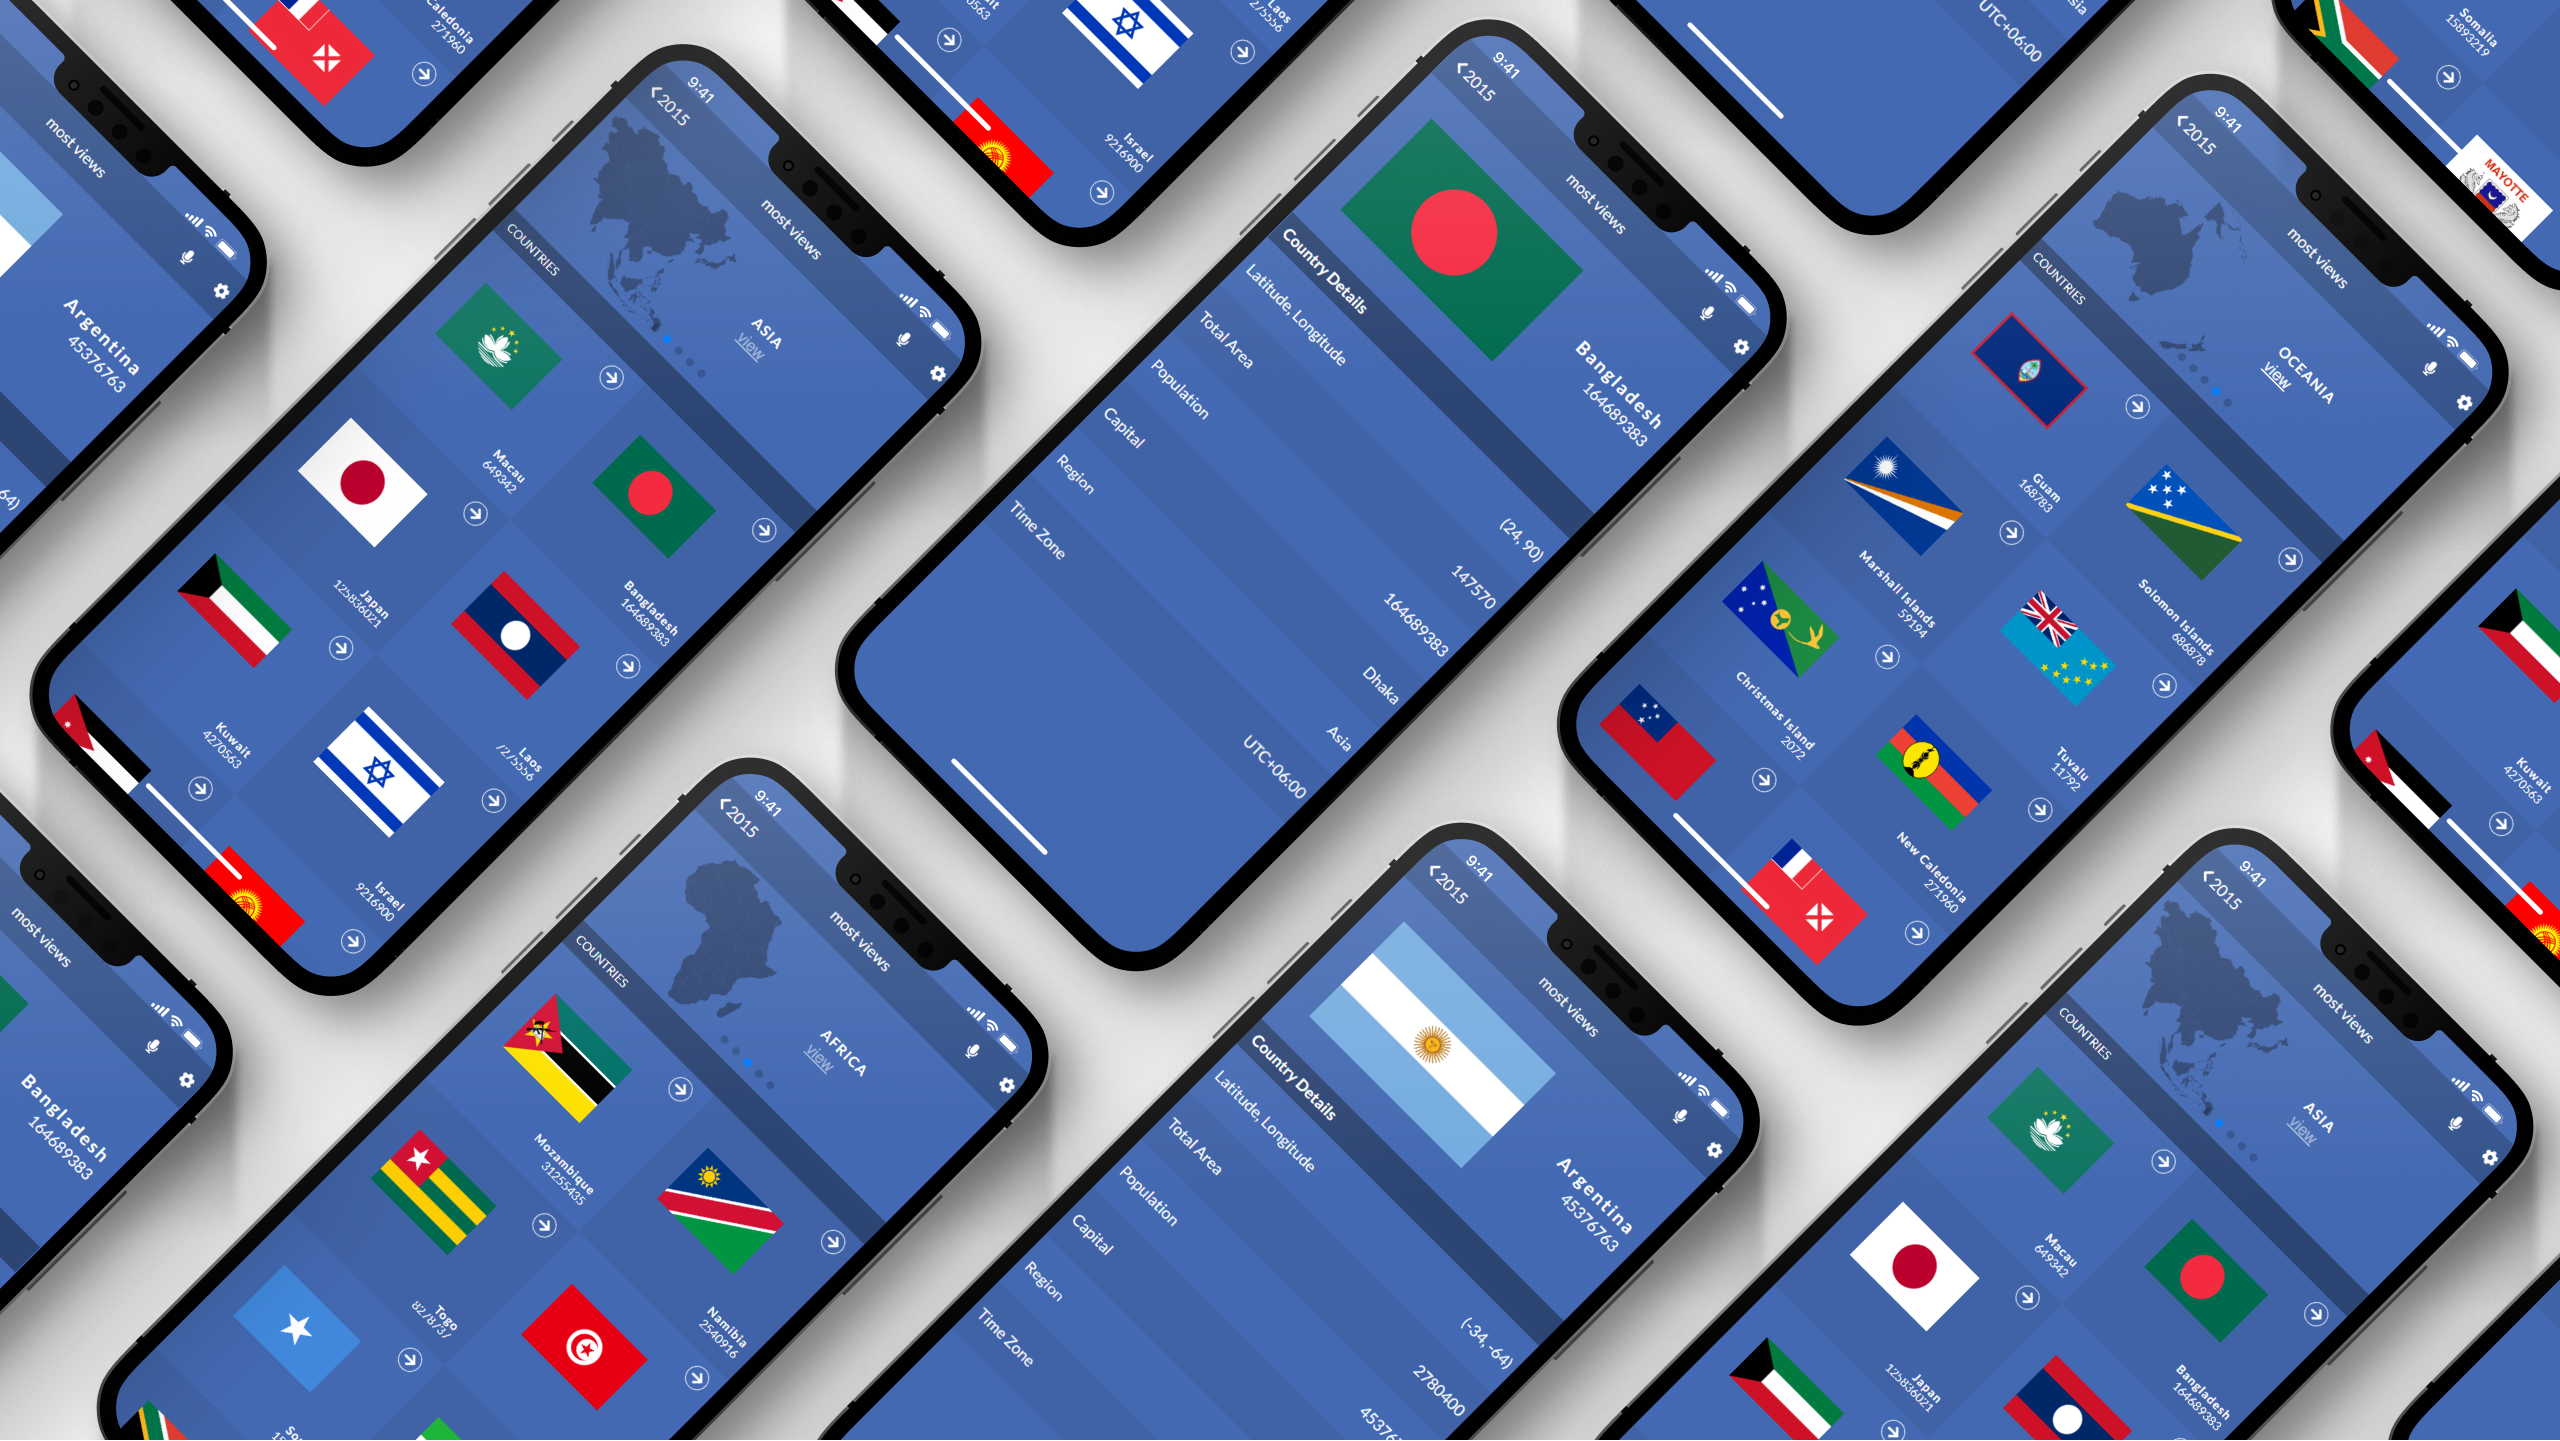 Caledonia
271960
0563
Laos
Israel
9216900
UTC+06:00
Somalia
15893219
MAYOTTE
most views
Argentina
45376763
64)
9:41
2015
most views
ASIA
view
COUNTRIES
Macau
649342
Bangladesh
164689383
Japan
125836021
Laos
Kuwait
4270563
Israel
9216900
9:41
2015
most views
Bangladesh
164689383
Country Details
Latitude, Longitude
(24, 90)
Total Area
147570
Population
164689383
Capital
Dhaka
Region
Asia
Time Zone
UTC+06:00
9:41
2015
most views
OCEANIA
view
COUNTRIES
Guam
168783
Solomon Islands
686878
Marshall Islands
59194
Tuvalu
11792
Christmas Island
2072
New Caledonia
271960
Kuwait
4270563
most views
Bangladesh
164689383
9:41
2015
most views
AFRICA
view
COUNTRIES
Mozambique
31255435
Namibia
2540916
Togo
9:41
2015
most views
Argentina
45376763
Country Details
Latitude, Longitude
(-34, -64)
Total Area
2780400
Population
Capital
Region
Time Zone
9:41
2015
most views
ASIA
view
COUNTRIES
Macau
649342
Bangladesh
164689383
Japan
125836021